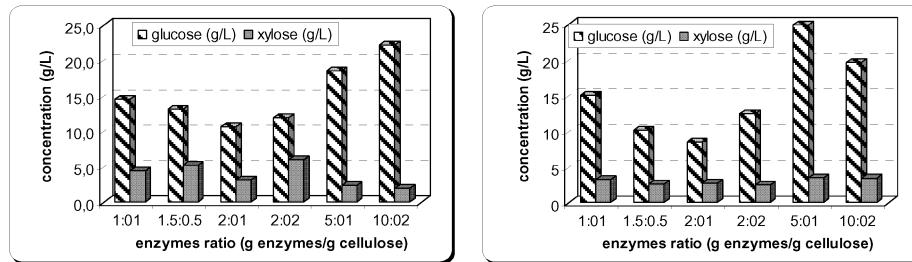 25,0
20,0
15,0
10,0
5,0
0,0
concentration (g/L)
glucose (g/L) xylose (g/L)
1:01 1.5:0.5 2:01 2:02 5:01 10:02
enzymes ratio (g enzymes/g cellulose)
25
20
15
10
5
0
concentration (g/L)
glucose (g/L) xylose (g/L)
1:01 1.5:0.5 2:01 2:02 5:01 10:02
enzymes ratio (g enzymes/g cellulose)